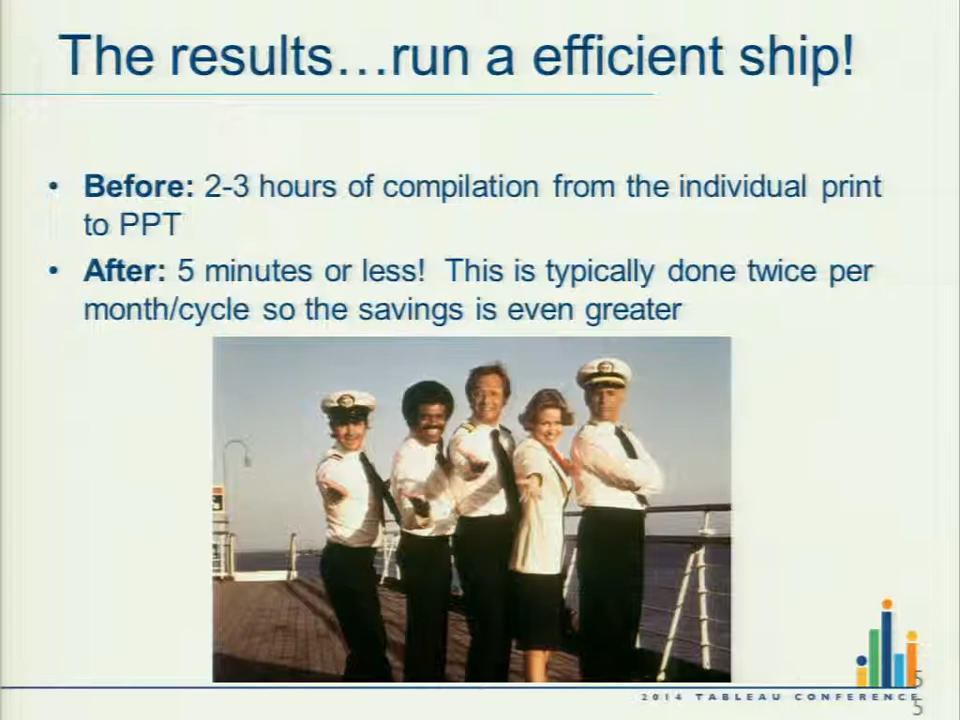 The results…run a efficient ship!
• Before: 2-3 hours of compilation from the individual print
to PPT
• After: 5 minutes or less!  This is typically done twice per
month/cycle so the savings is even greater
2014 TABLEAU CONFERENCE
5
5